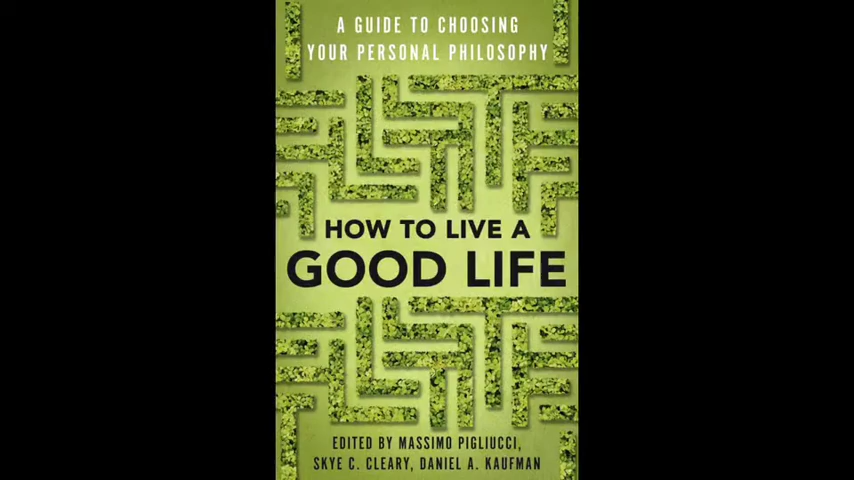 A GUIDE TO CHOOSING
YOUR PERSONAL PHILOSOPHY
HOW TO LIVE A
GOOD LIFE
EDITED BY MASSIMO PIGLIUCCI,
SKYE C. CLEARY, DANIEL A. KAUFMAN